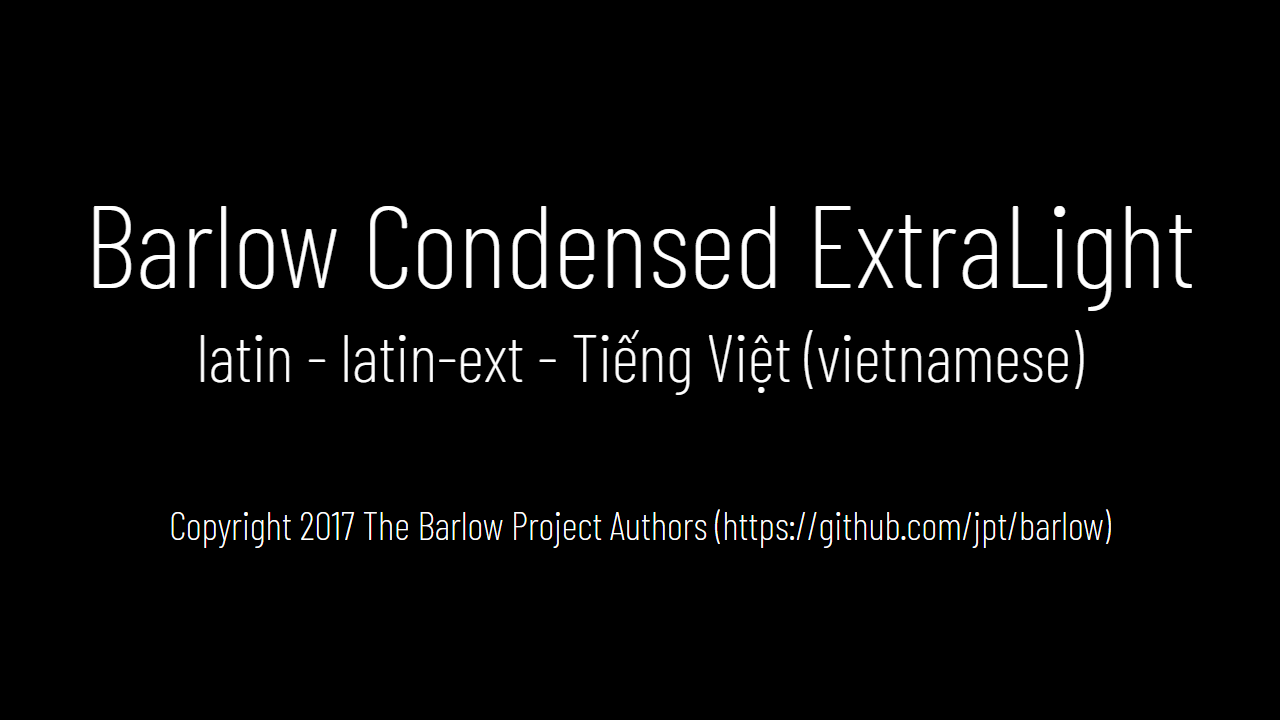 Barlow Condensed ExtraLight
latin - latin-ext - Tiếng Việt (vietnamese)
Copyright 2017 The Barlow Project Authors (https://github.com/jpt/barlow)